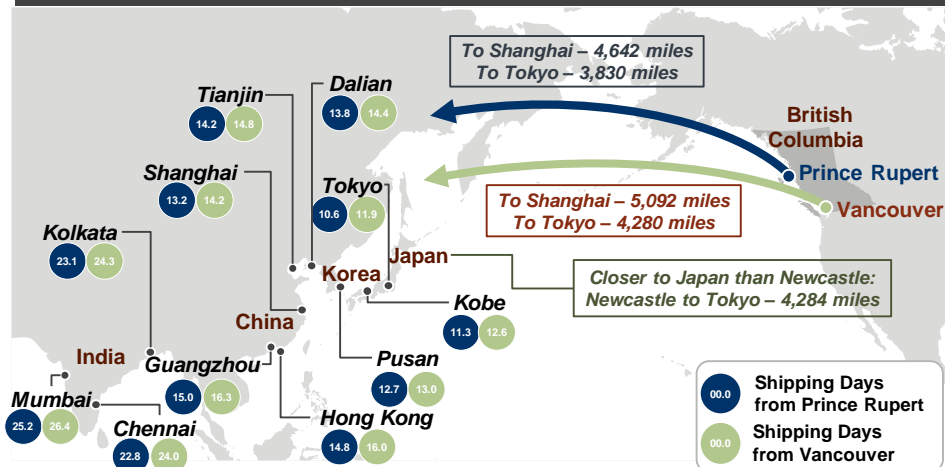 To Shanghai – 4,642 miles
To Tokyo – 3,830 miles
Dalian
13.8 14.4
Tianjin
14.2 14.8
British
Columbia
Prince Rupert
Shanghai
13.2 14.2
Tokyo
10.6 11.9
To Shanghai – 5,092 miles
To Tokyo – 4,280 miles
Vancouver
Kolkata
23.1 24.3
Japan
Korea
Closer to Japan than Newcastle:
Newcastle to Tokyo – 4,284 miles
Kobe
11.3 12.6
China
India
Guangzhou
15.0 16.3
Pusan
12.7 13.0
Mumbai
25.2 26.4
Chennai
22.8 24.0
Hong Kong
14.8 16.0
00.0 Shipping Days
from Prince Rupert
00.0 Shipping Days
from Vancouver